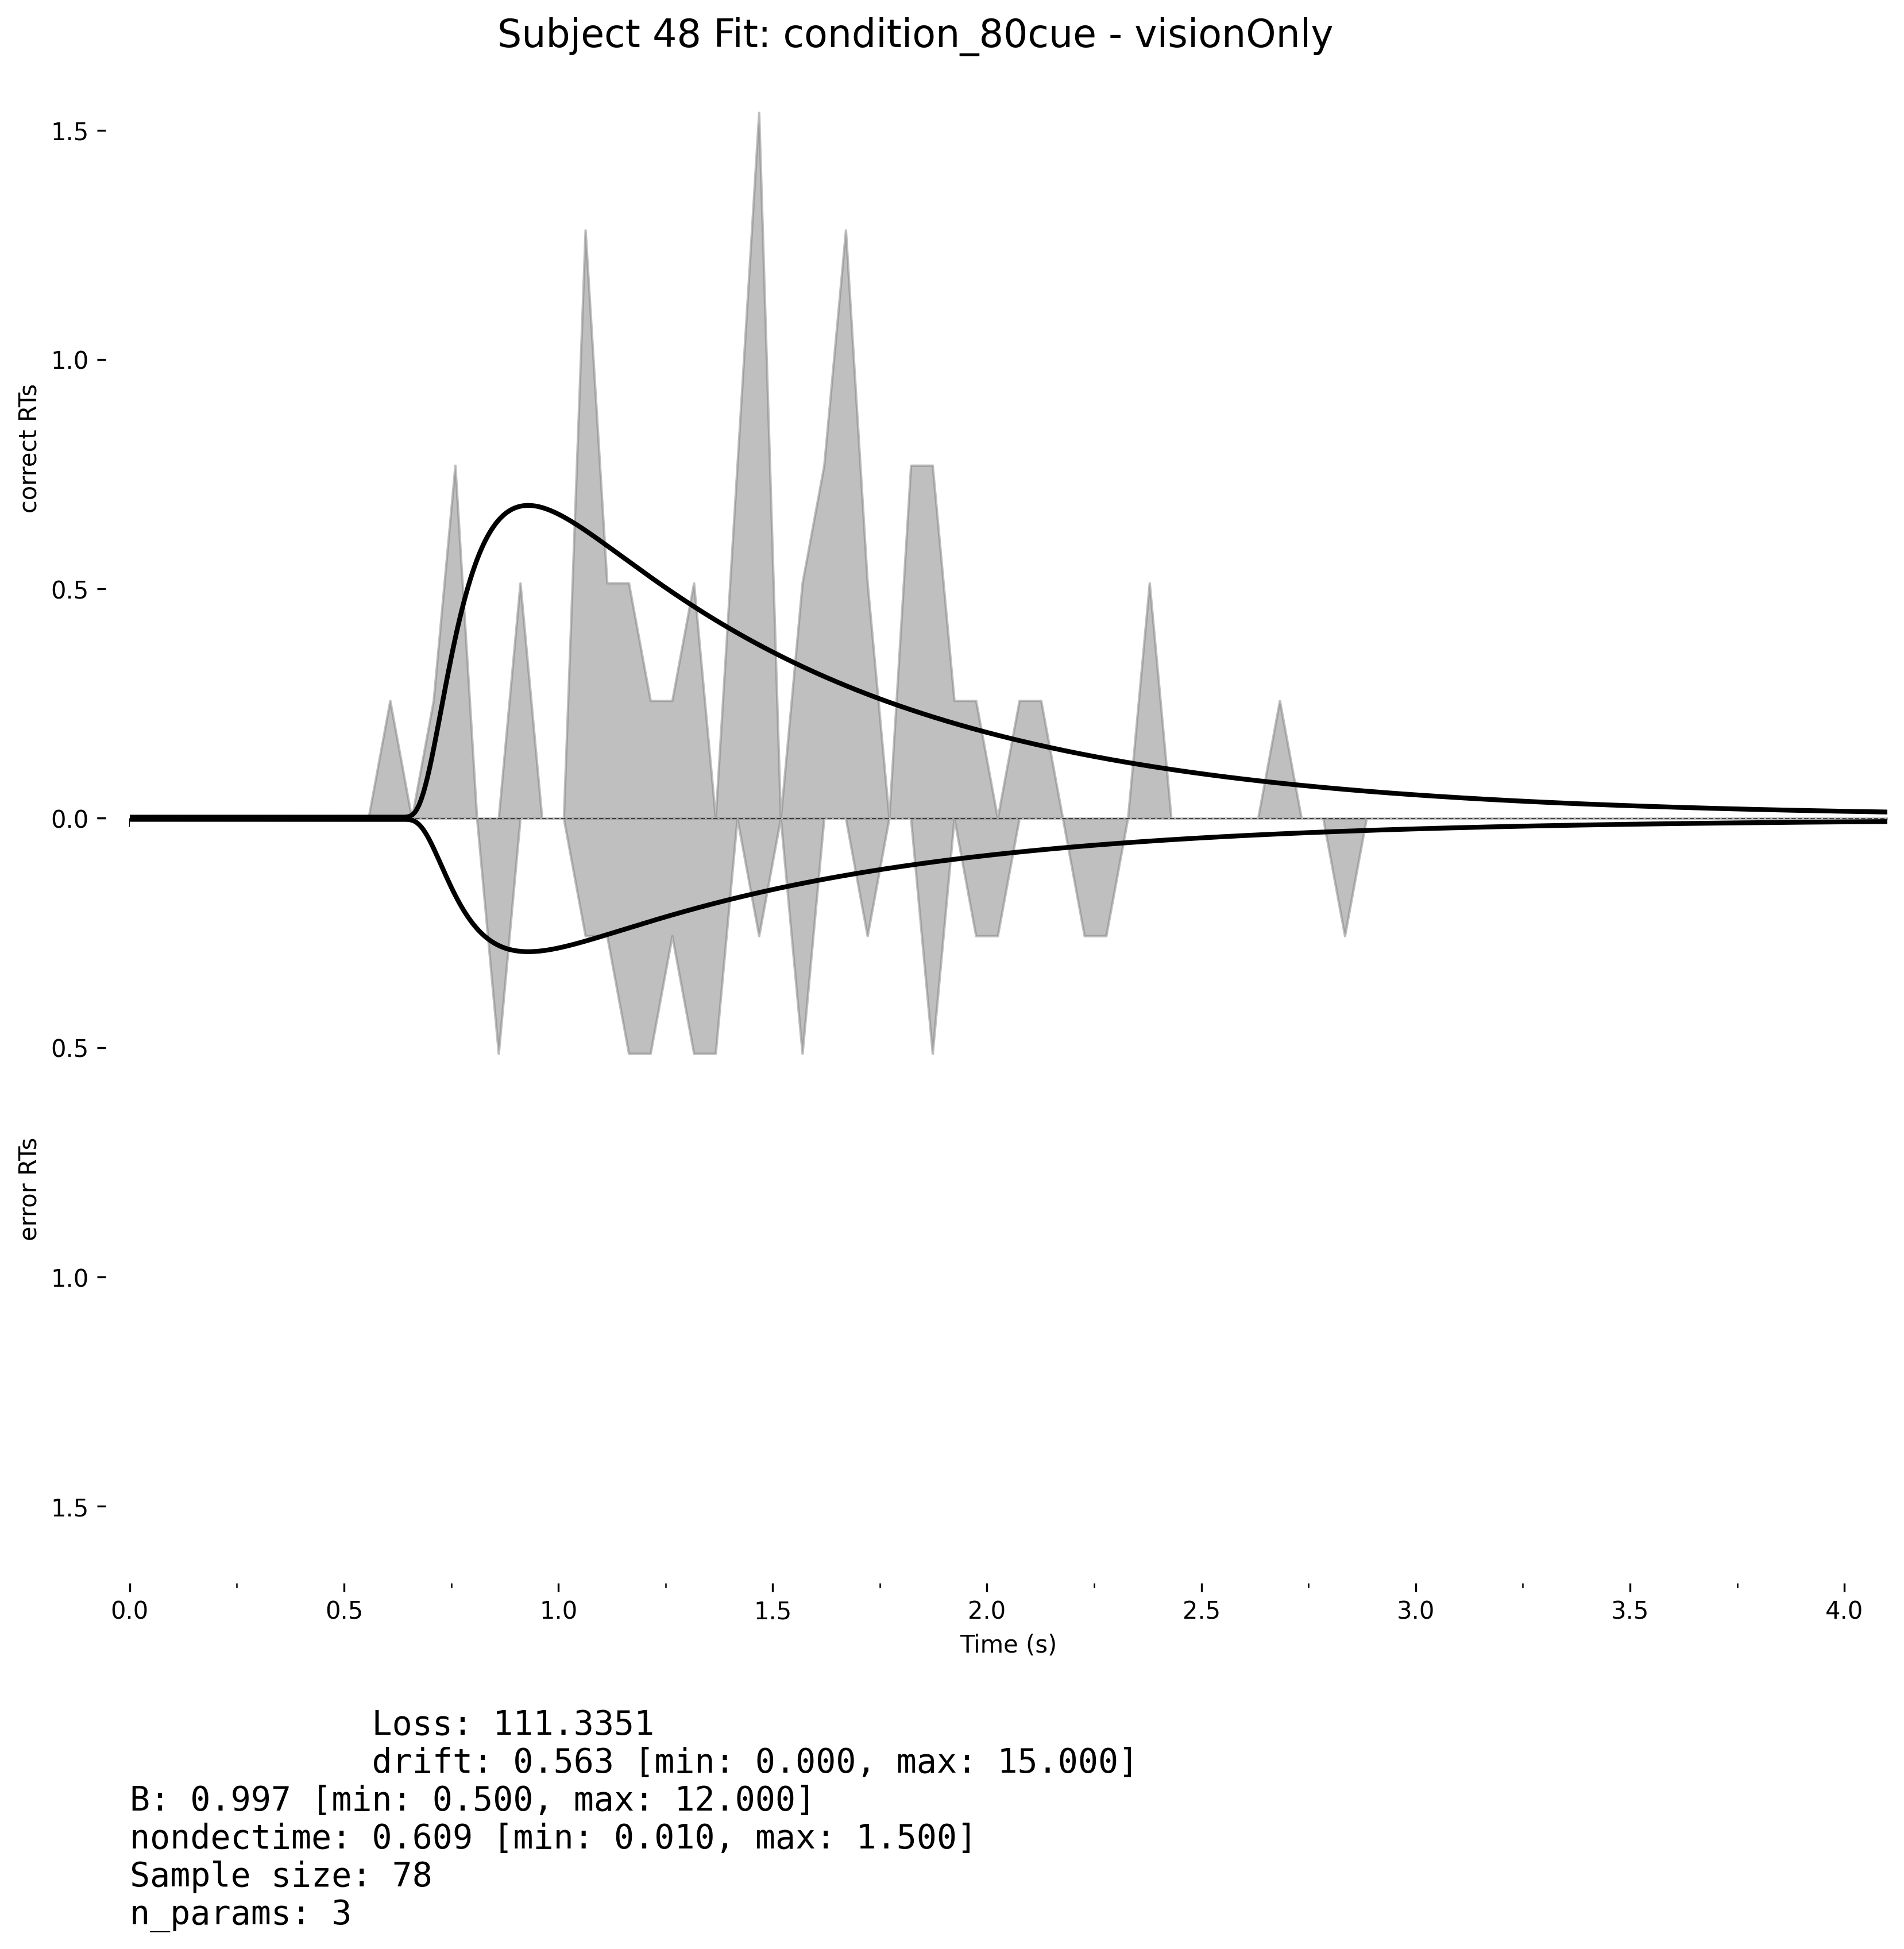 Subject 48 Fit: condition_80cue - visionOnly
1.5
1.0
correct RTs
0.5
0.0
0.5
error RTs
1.0
1.5
0.0 0.5 1.0 1.5 2.0 2.5 3.0 3.5 4.0
Time (s)
Loss: 111.3351
drift: 0.563 [min: 0.000, max: 15.000]
B: 0.997 [min: 0.500, max: 12.000]
nondectime: 0.609 [min: 0.010, max: 1.500]
Sample size: 78
n_params: 3